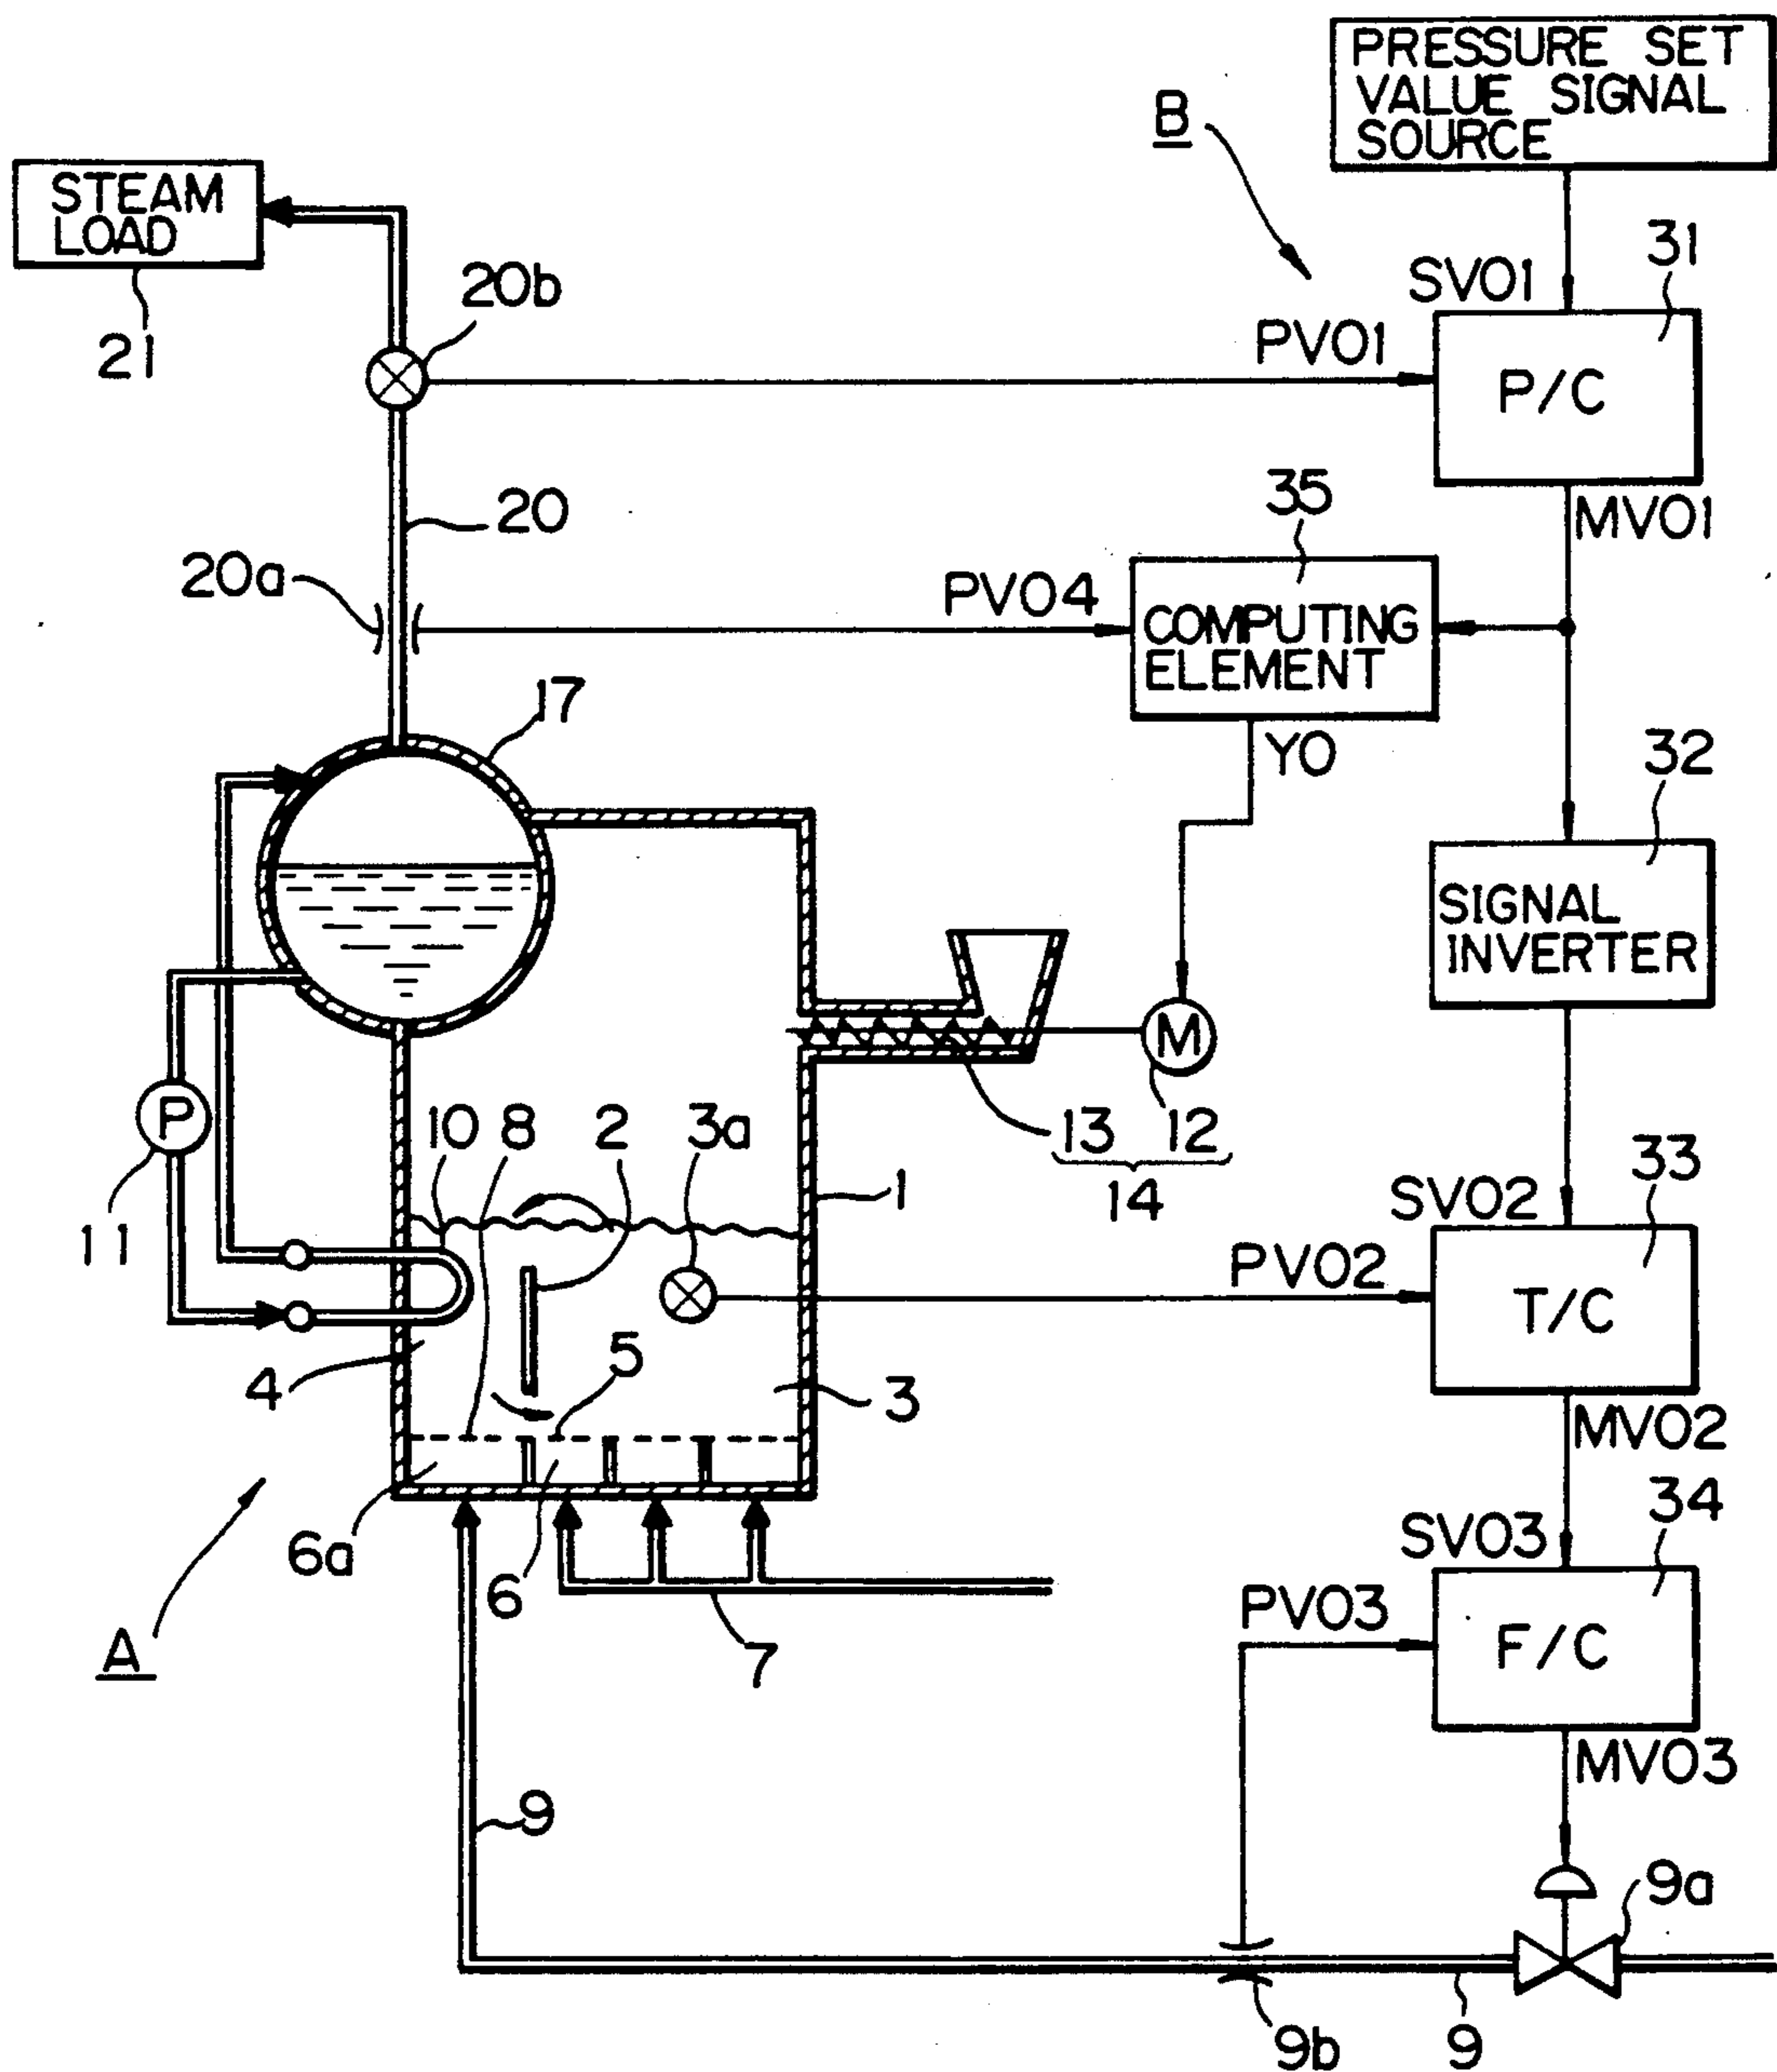 PRESSURE SET
VALUE SIGNAL
SOURCE
B
STEAM
LOAD
21
20b
SV01
31
PV01
P/C
20
35
MV01
20a
PV04
COMPUTING
ELEMENT
17
Y0
32
SIGNAL
INVERTER
M
P
11
10
8
2
3a
13
12
14
1
SV02
33
PV02
T/C
4
5
3
MV02
6a
6
7
SV03
34
PV03
F/C
A
MV03
9
9a
9b
9